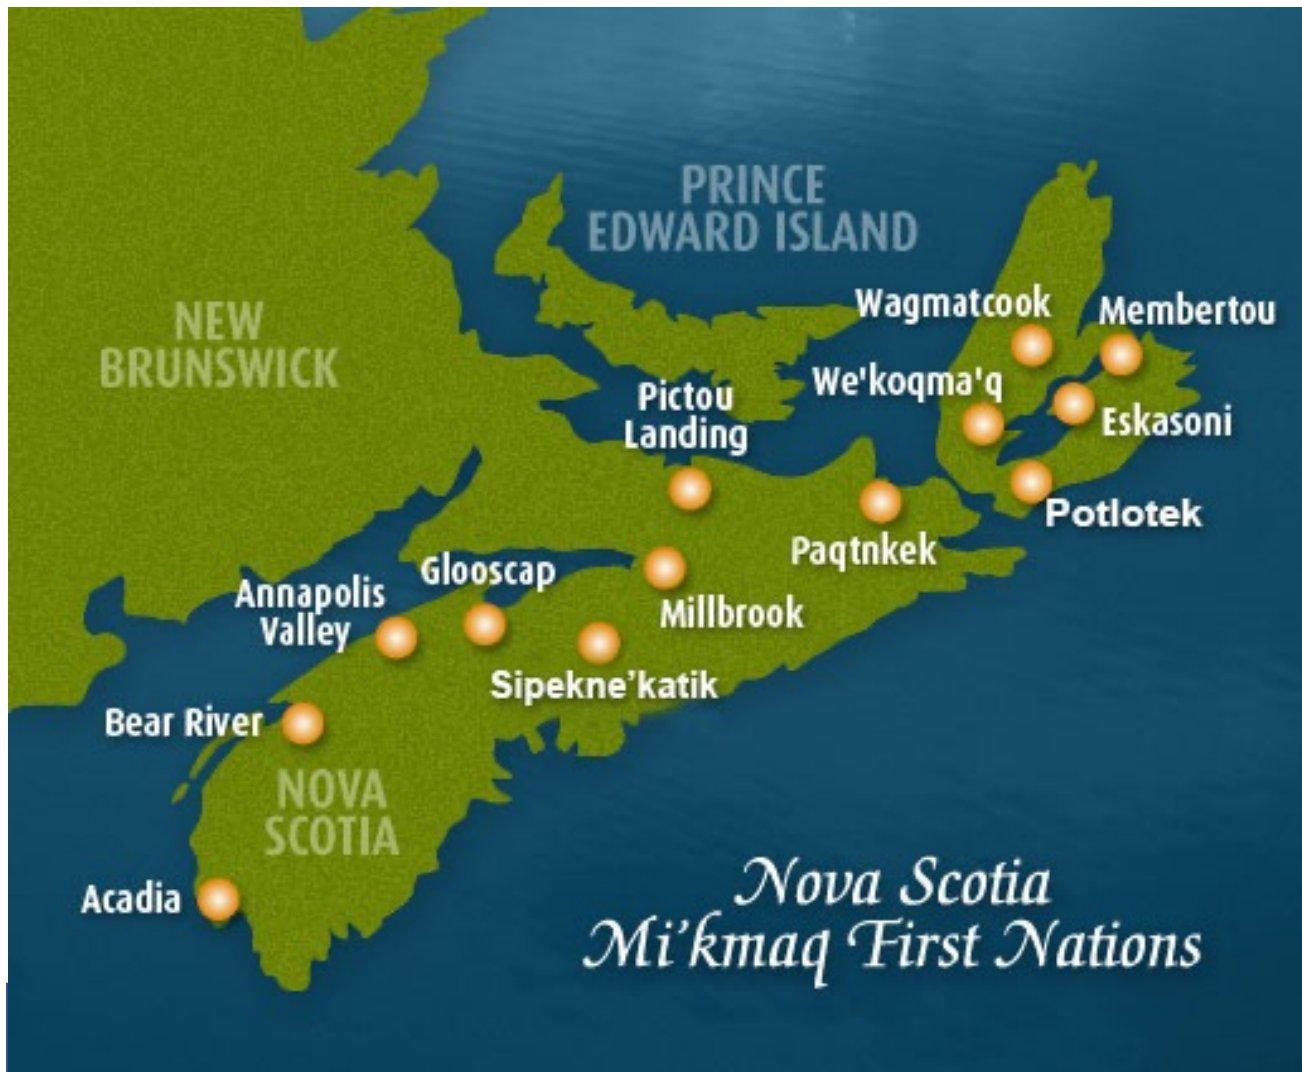 PRINCE
EDWARD ISLAND
NEW
BRUNSWICK
Wagmatcook
Membertou
We'koqma'q
Eskasoni
Pictou
Landing
Potlotek
Paqtnkek
Glooscap
Annapolis
Valley
Millbrook
Sipekne’katik
Bear River
NOVA
SCOTIA
Acadia
Nova Scotia
Mi’kmaq First Nations